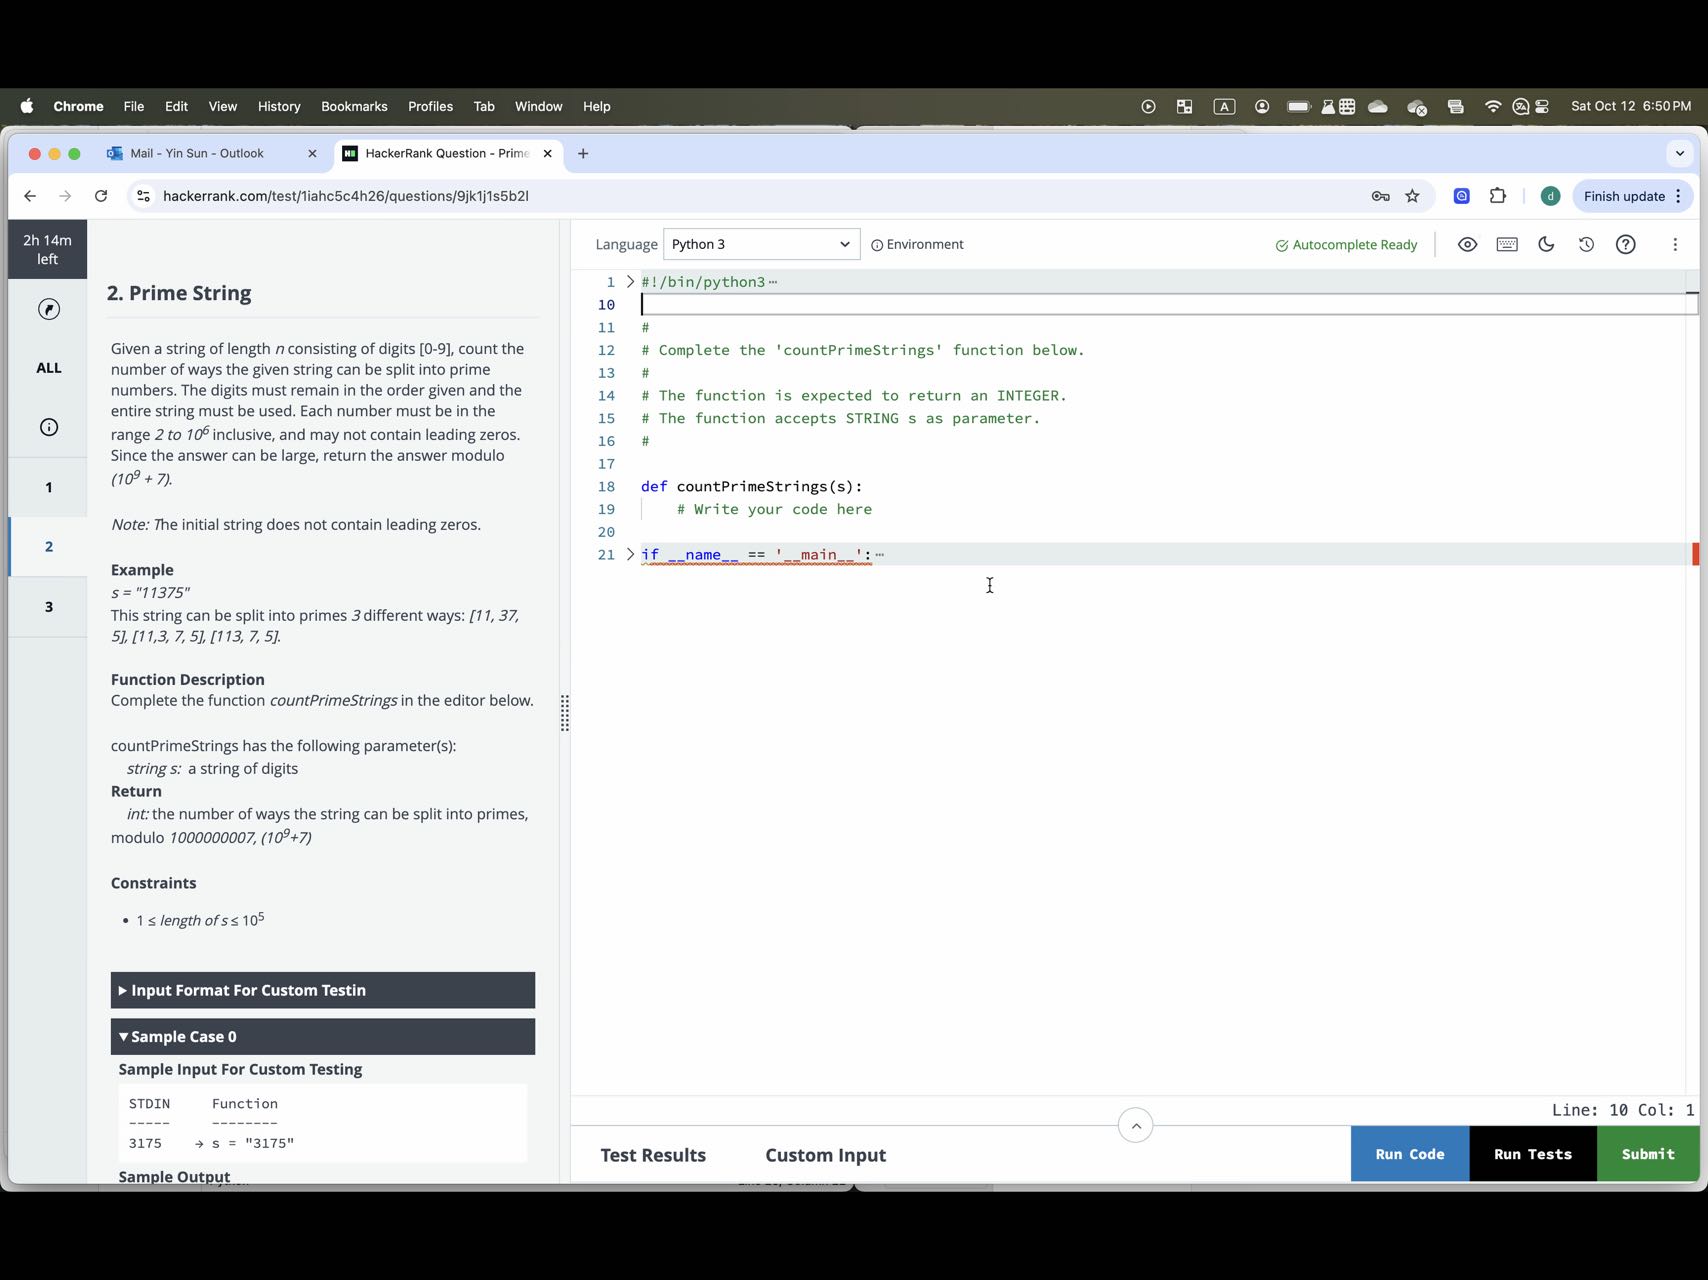 Chrome File Edit View History Bookmarks Profiles Tab Window Help
A
Sat Oct 12 6:50 PM
Mail - Yin Sun - Outlook
HackerRank Question - Prime
hackerrank.com/test/1iahc5c4h26/questions/9jk1j1s5b2l
d
Finish update
2h 14m
left
ALL
1
2
3
2. Prime String
Given a string of length n consisting of digits [0-9], count the
number of ways the given string can be split into prime
numbers. The digits must remain in the order given and the
entire string must be used. Each number must be in the
range 2 to 10⁶ inclusive, and may not contain leading zeros.
Since the answer can be large, return the answer modulo
(10⁹ + 7).
Note: The initial string does not contain leading zeros.
Example
s = "11375"
This string can be split into primes 3 different ways: [11, 37,
5], [11,3, 7, 5], [113, 7, 5].
Function Description
Complete the function countPrimeStrings in the editor below.
countPrimeStrings has the following parameter(s):
string s: a string of digits
Return
int: the number of ways the string can be split into primes,
modulo 1000000007, (10⁹+7)
Constraints
• 1 ≤ length of s ≤ 10⁵
Input Format For Custom Testin
Sample Case 0
Sample Input For Custom Testing
STDIN Function
----- --------
3175 → s = "3175"
Sample Output
Language Python 3 Environment
Autocomplete Ready
1 #!/bin/python3
10
11 #
12 # Complete the 'countPrimeStrings' function below.
13 #
14 # The function is expected to return an INTEGER.
15 # The function accepts STRING s as parameter.
16 #
17
18 def countPrimeStrings(s):
19 # Write your code here
20
21 if __name__ == '__main__':
Line: 10 Col: 1
Test Results Custom Input Run Code Run Tests Submit